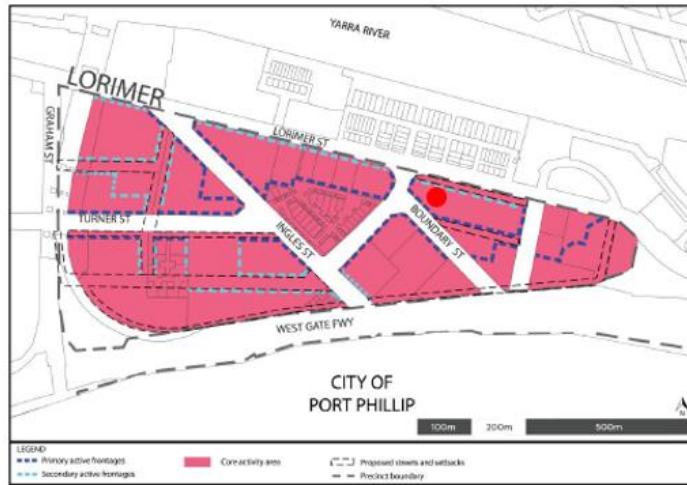 YARRA RIVER
LORIMER
GRAHAM ST
LORIMER ST
TURNER ST
INGLES ST
BOUNDARY ST
WEST GATE FWY
CITY OF
PORT PHILLIP
N
100m 200m 500m
LEGEND
Primary active frontages
Core activity area
Proposed streets and setbacks
Secondary active frontages
Precinct boundary